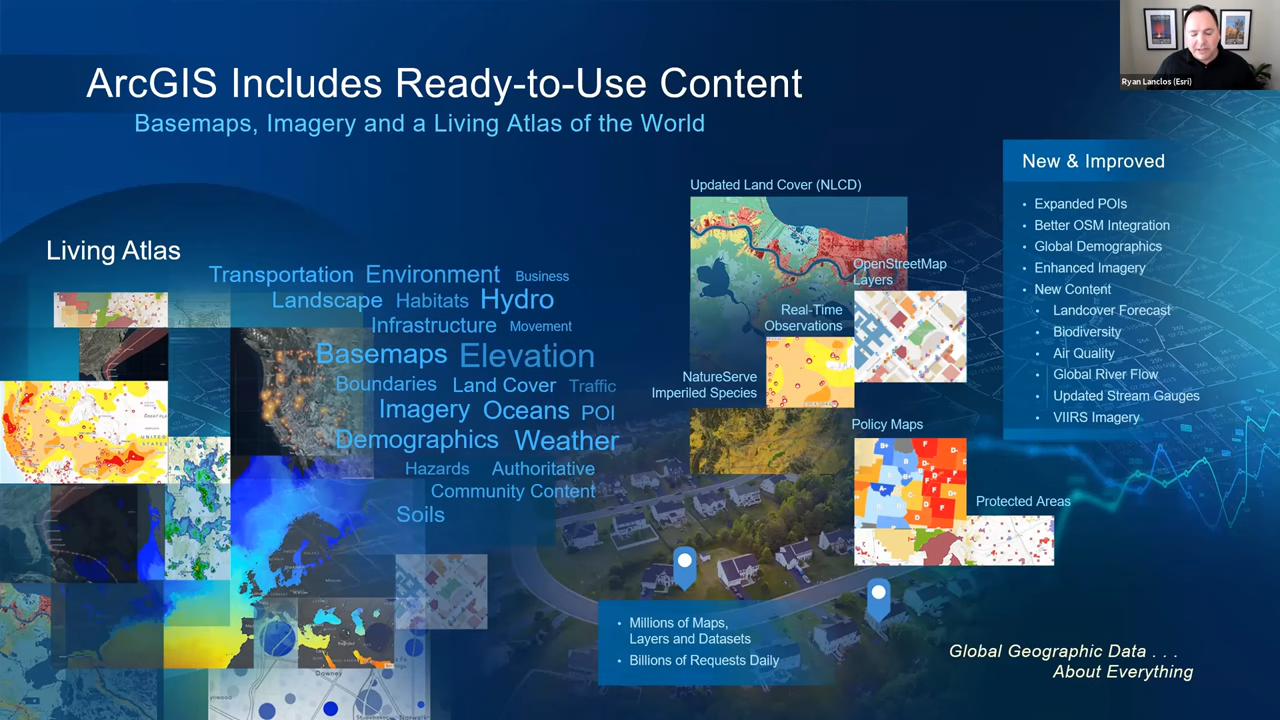 ArcGIS Includes Ready-to-Use Content
Basemaps, Imagery and a Living Atlas of the World
Ryan Lanclos (Esri)
Living Atlas
Transportation Environment Business
Landscape Habitats Hydro
Infrastructure Movement
Basemaps Elevation
Boundaries Land Cover Traffic
Imagery Oceans POI
Demographics Weather
Hazards Authoritative
Community Content
Soils
Updated Land Cover (NLCD)
OpenStreetMap
Layers
Real-Time
Observations
NatureServe
Imperiled Species
Policy Maps
Protected Areas
New & Improved
• Expanded POIs
• Better OSM Integration
• Global Demographics
• Enhanced Imagery
• New Content
• Landcover Forecast
• Biodiversity
• Air Quality
• Global River Flow
• Updated Stream Gauges
• VIIRS Imagery
• Millions of Maps,
Layers and Datasets
• Billions of Requests Daily
Global Geographic Data . . .
About Everything
UNITED
STATES
Downey